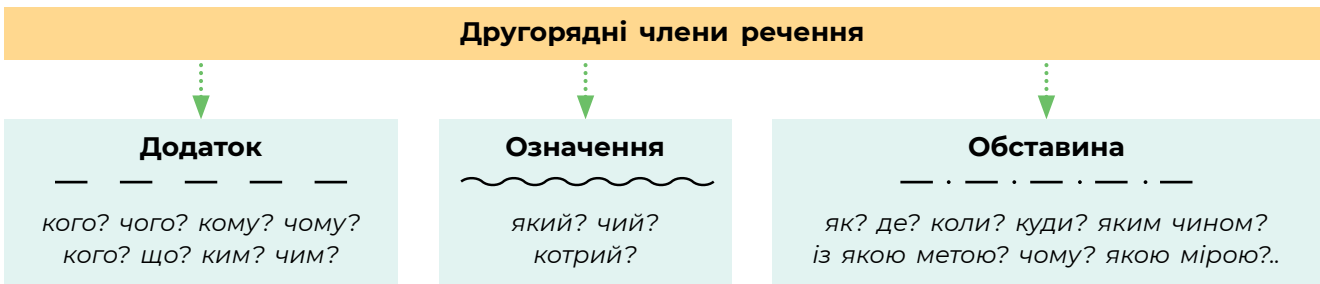 Другорядні члени речення
Додаток
кого? чого? кому? чому?
кого? що? ким? чим?
Означення
який? чий?
котрий?
Обставина
як? де? коли? куди? яким чином?
із якою метою? чому? якою мірою?..